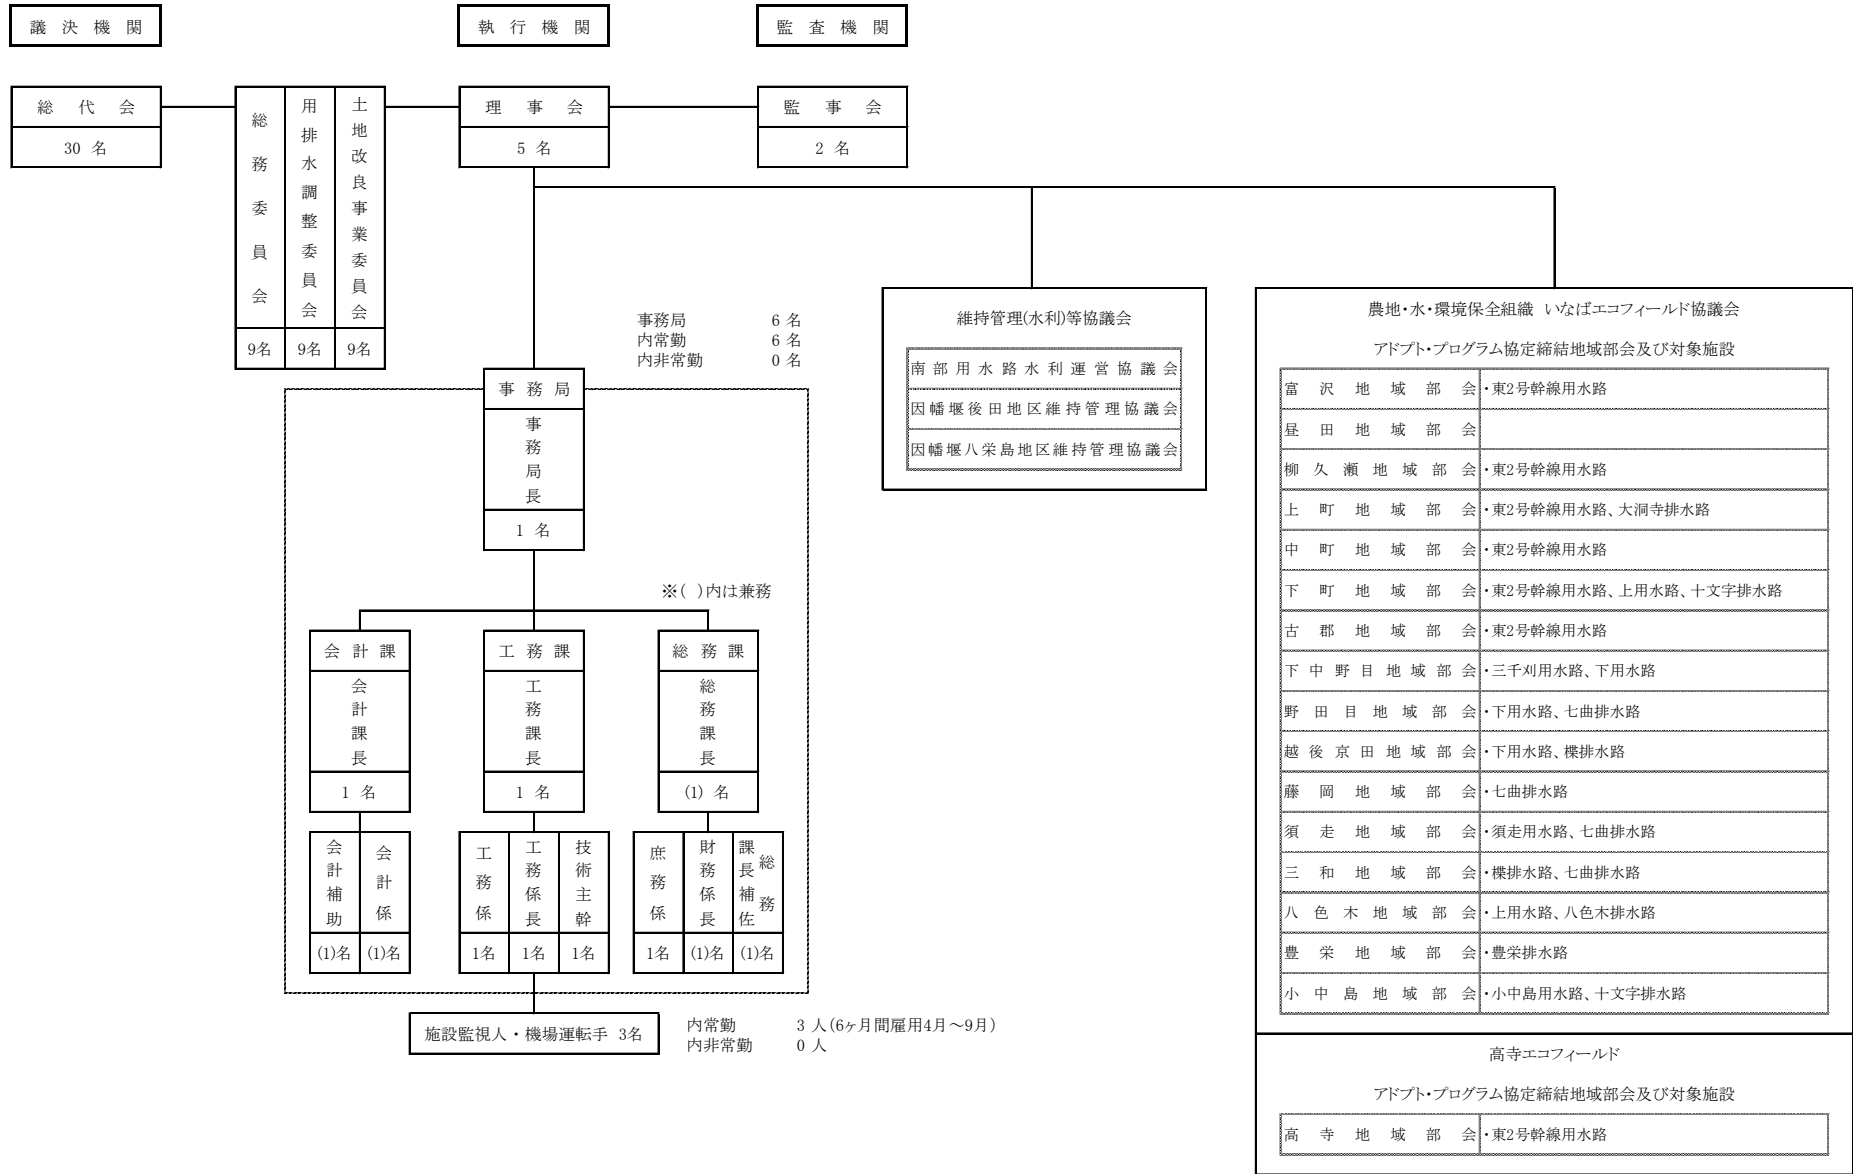 議決機関
執行機関
監査機関
総代会
30 名
総務委員会
9名
用排水調整委員会
9名
土地改良事業委員会
9名
理事会
5 名
監事会
2 名
事務局 6 名
内常勤 6 名
内非常勤 0 名
事務局
事務局長
1 名
※( )内は兼務
会計課
会計課長
1 名
工務課
工務課長
1 名
総務課
総務課長
(1) 名
会計補助
(1)名
会計係
(1)名
工務係
1名
工務係長
1名
技術主幹
1名
庶務係
1名
財務係長
(1)名
総務
課長補佐
(1)名
施設監視人・機場運転手 3名
内常勤 3 人(6ヶ月間雇用4月～9月)
内非常勤 0 人
維持管理(水利)等協議会
南部用水路水利運営協議会
因幡堰後田地区維持管理協議会
因幡堰八栄島地区維持管理協議会
農地・水・環境保全組織 いなばエコフィールド協議会
アドプト・プログラム協定締結地域部会及び対象施設
富沢地域部会 ・東2号幹線用水路
昼田地域部会
柳久瀬地域部会 ・東2号幹線用水路
上町地域部会 ・東2号幹線用水路、大洞寺排水路
中町地域部会 ・東2号幹線用水路
下町地域部会 ・東2号幹線用水路、上用水路、十文字排水路
古郡地域部会 ・東2号幹線用水路
下中野目地域部会 ・三千刈用水路、下用水路
野田目地域部会 ・下用水路、七曲排水路
越後京田地域部会 ・下用水路、楪排水路
藤岡地域部会 ・七曲排水路
須走地域部会 ・須走用水路、七曲排水路
三和地域部会 ・楪排水路、七曲排水路
八色木地域部会 ・上用水路、八色木排水路
豊栄地域部会 ・豊栄排水路
小中島地域部会 ・小中島用水路、十文字排水路
高寺エコフィールド
アドプト・プログラム協定締結地域部会及び対象施設
高寺地域部会 ・東2号幹線用水路